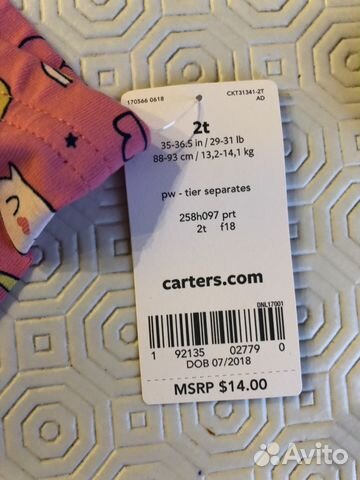 170566 0618
CKT31341-2T
AD
2t
35-36.5 in / 29-31 lb
88-93 cm / 13,2-14,1 kg
pw - tier separates
258h097 prt
2t f18
carters.com
DNL17001
1 92135 02779 0
DOB 07/2018
MSRP $14.00
Avito